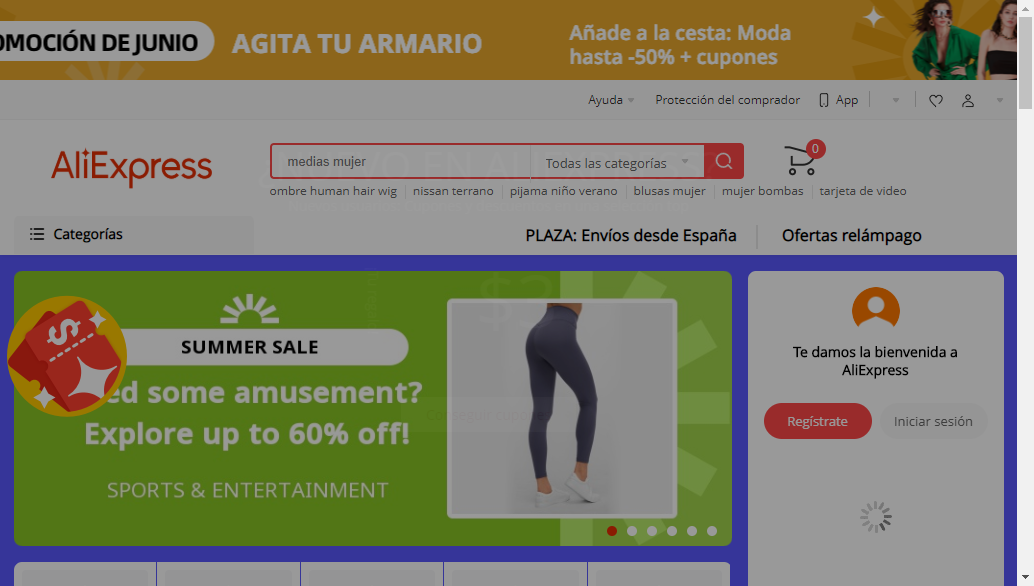 OMOCIÓN DE JUNIO
AGITA TU ARMARIO
Añade a la cesta: Moda
hasta -50% + cupones
Ayuda
Protección del comprador
App
AliExpress
medias mujer
Todas las categorías
0
ombre human hair wig
nissan terrano
pijama niño verano
blusas mujer
mujer bombas
tarjeta de video
Categorías
PLAZA: Envíos desde España
Ofertas relámpago
SUMMER SALE
ed some amusement?
Explore up to 60% off!
SPORTS & ENTERTAINMENT
$
Te damos la bienvenida a
AliExpress
Regístrate
Iniciar sesión